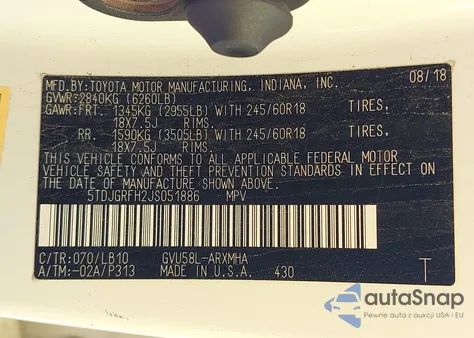 MFD.BY:TOYOTA MOTOR MANUFACTURING, INDIANA, INC. 08/18
GVWR:2840KG (6260LB)
GAWR:FRT. 1345KG (2955LB) WITH 245/60R18 TIRES,
18X7.5J RIMS.
RR. 1590KG (3505LB) WITH 245/60R18 TIRES,
18X7.5J RIMS.
THIS VEHICLE CONFORMS TO ALL APPLICABLE FEDERAL MOTOR
VEHICLE SAFETY AND THEFT PREVENTION STANDARDS IN EFFECT ON
THE DATE OF MANUFACTURE SHOWN ABOVE.
5TDJGRFH2JS051886 MPV
C/TR:070/LB10 GVU58L-ARXMHA
A/TM:-02A/P313 MADE IN U.S.A. 430 T
autoSnap
Pewne auta z aukcji USA i EU